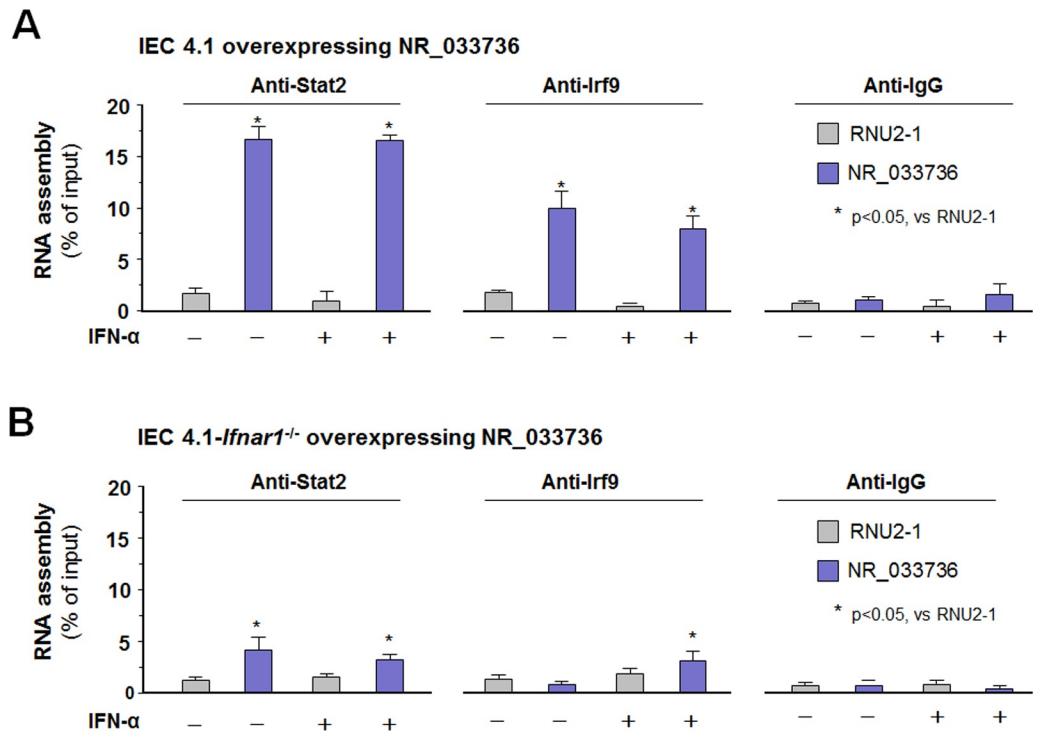 A
IEC 4.1 overexpressing NR_033736
Anti-Stat2 Anti-Irf9 Anti-IgG
RNA assembly
(% of input)
20
15
10
5
0
RNU2-1
NR_033736
* p<0.05, vs RNU2-1
* * * *
IFN-α – – + + – – + + – – + +
B
IEC 4.1-Ifnar1-/- overexpressing NR_033736
Anti-Stat2 Anti-Irf9 Anti-IgG
RNA assembly
(% of input)
20
15
10
5
0
RNU2-1
NR_033736
* p<0.05, vs RNU2-1
* * *
IFN-α – – + + – – + + – – + +